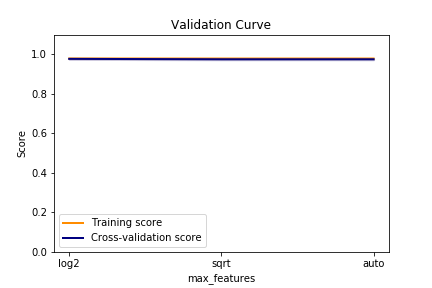 Validation Curve
1.0
0.8
0.6
0.4
0.2
0.0
Score
Training score
Cross-validation score
log2 sqrt auto
max_features